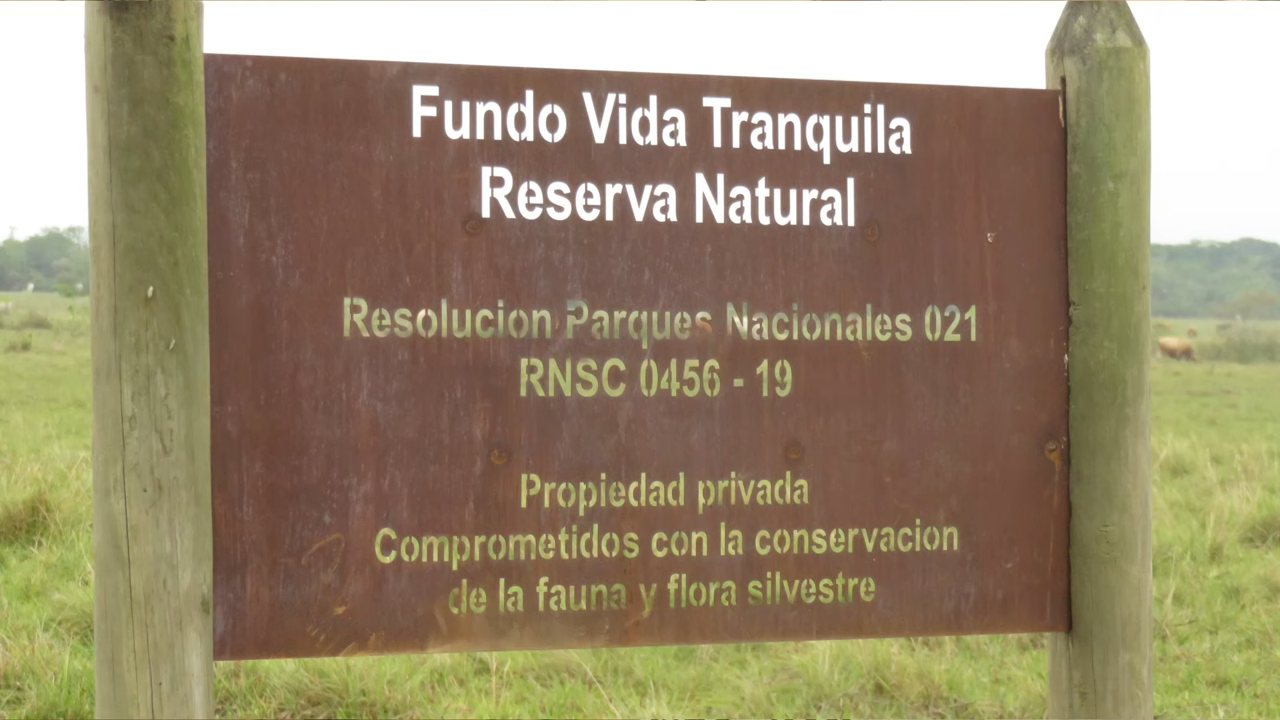 Fundo Vida Tranquila
Reserva Natural
Resolucion Parques Nacionales 021
RNSC 0456 - 19
Propiedad privada
Comprometidos con la conservacion
de la fauna y flora silvestre